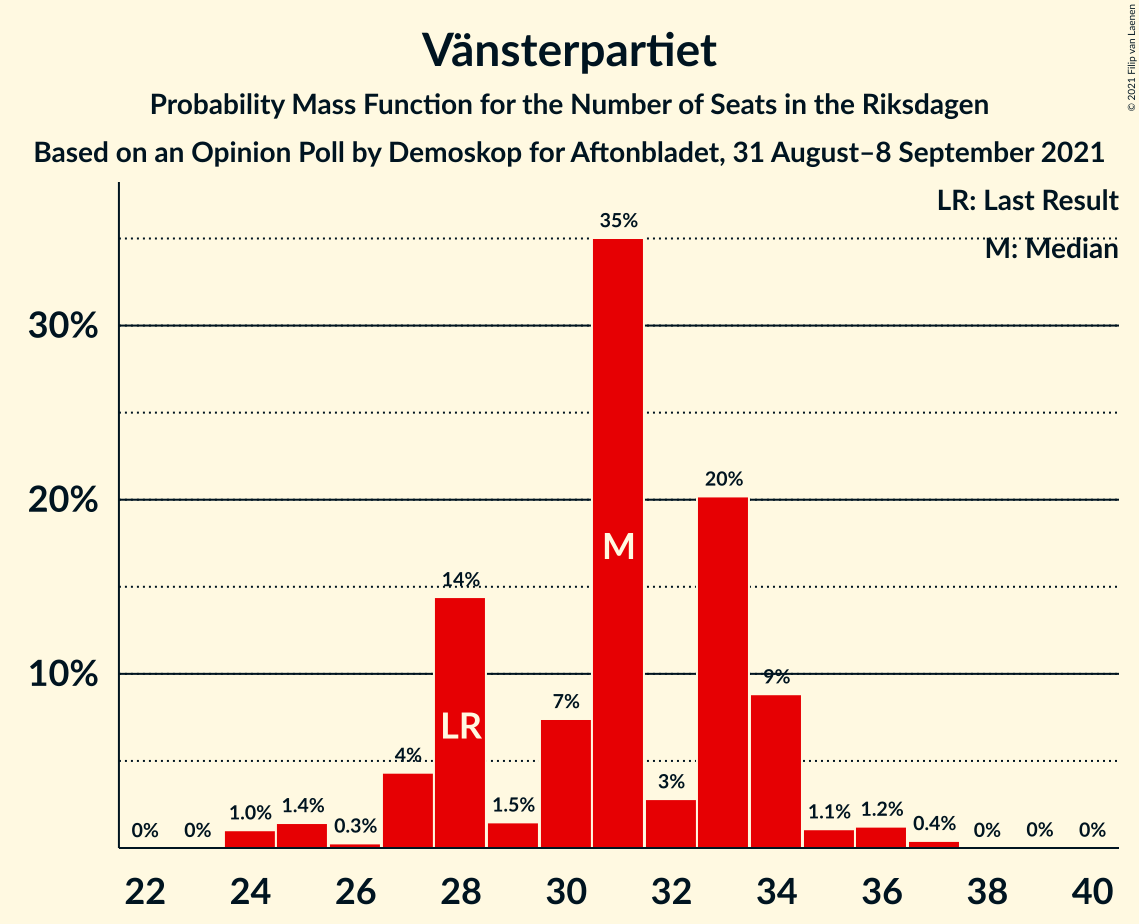 Vänsterpartiet
Probability Mass Function for the Number of Seats in the Riksdagen
Based on an Opinion Poll by Demoskop for Aftonbladet, 31 August–8 September 2021
© 2021 Filip van Laenen
LR: Last Result
M: Median
30%
20%
10%
0%
0%
1.0%
1.4%
0.3%
4%
14%
1.5%
7%
35%
3%
20%
9%
1.1%
1.2%
0.4%
0%
0%
0%
LR
M
22 24 26 28 30 32 34 36 38 40